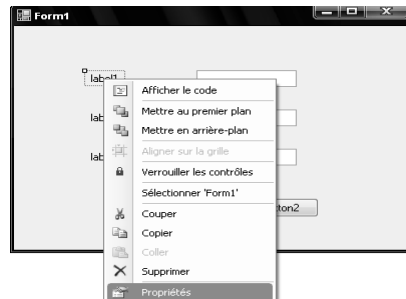 Form1
label1
Afficher le code
Mettre au premier plan
lab
Mettre en arrière-plan
Aligner sur la grille
lab
Verrouiller les contrôles
Sélectionner 'Form1'
Couper
ton2
Copier
Coller
Supprimer
Propriétés